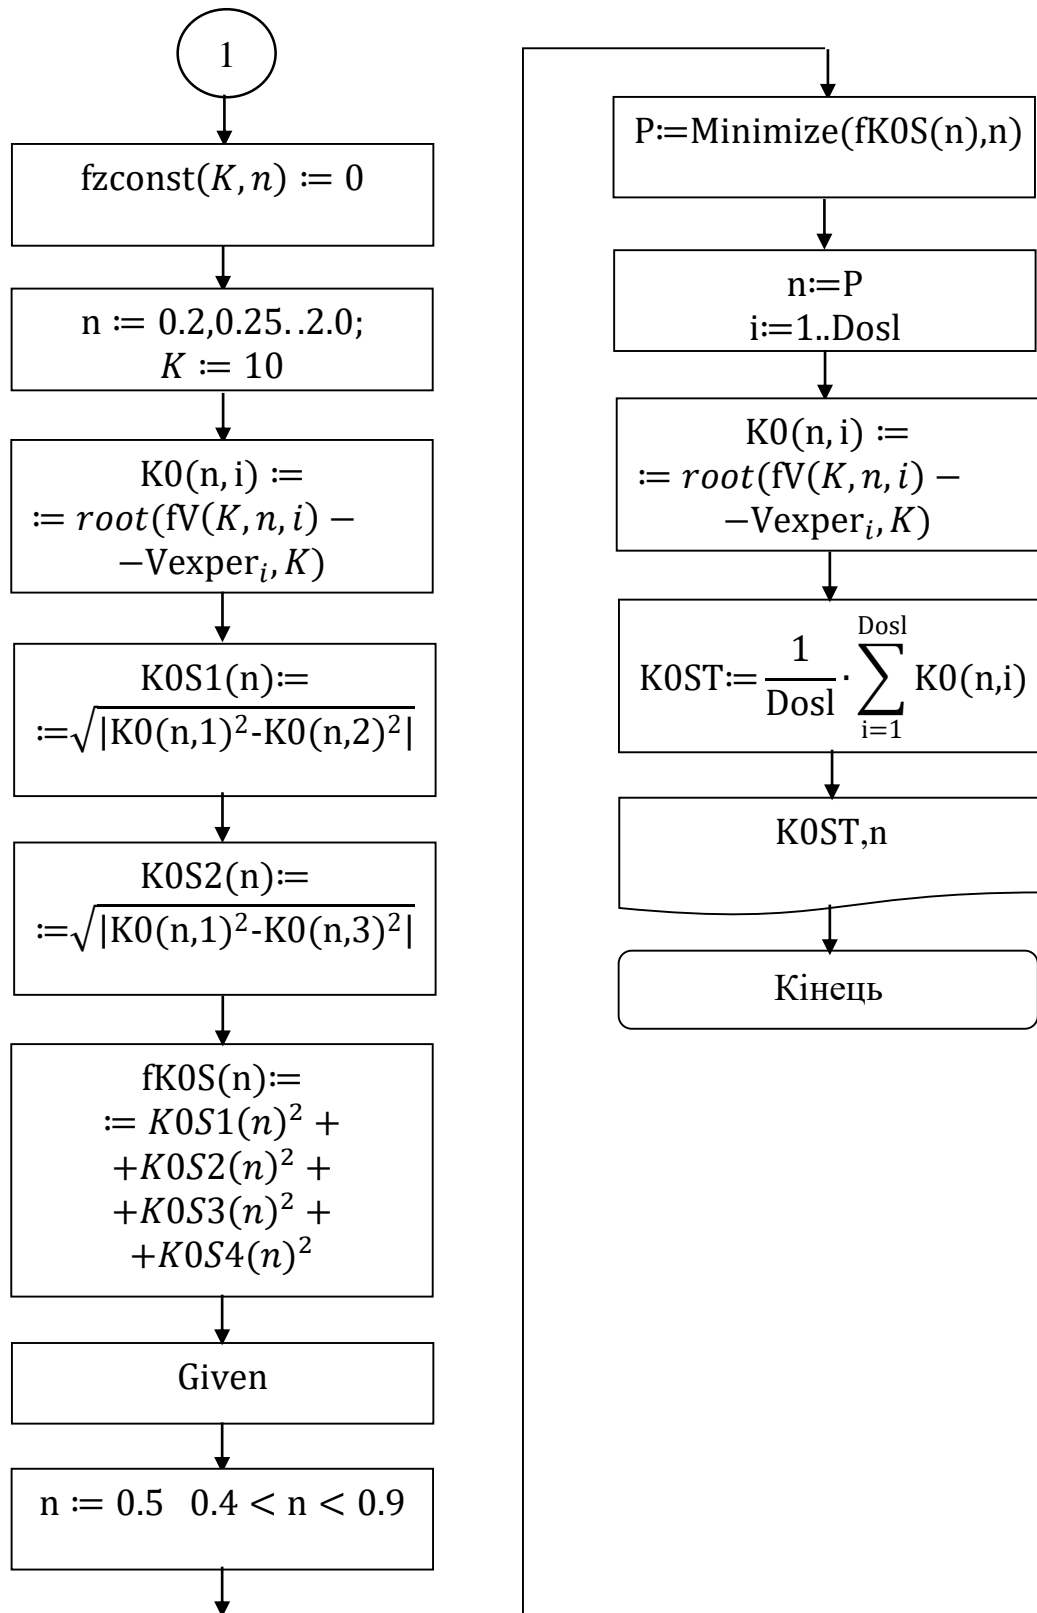 1
fzconst(K, n) ≔ 0
n ≔ 0.2,0.25. .2.0;
K ≔ 10
K0(n, i) ≔
≔ root(fV(K, n, i) −
−Vexperᵢ, K)
K0S1(n)≔
≔√|K0(n,1)²-K0(n,2)²|
K0S2(n)≔
≔√|K0(n,1)²-K0(n,3)²|
fK0S(n)≔
≔ K0S1(n)² +
+K0S2(n)² +
+K0S3(n)² +
+K0S4(n)²
Given
n ≔ 0.5 0.4 < n < 0.9
P≔Minimize(fK0S(n),n)
n≔P
i≔1..Dosl
K0(n, i) ≔
≔ root(fV(K, n, i) −
−Vexperᵢ, K)
K0ST≔ 1/Dosl · ∑_{i=1}^{Dosl} K0(n,i)
K0ST,n
Кінець